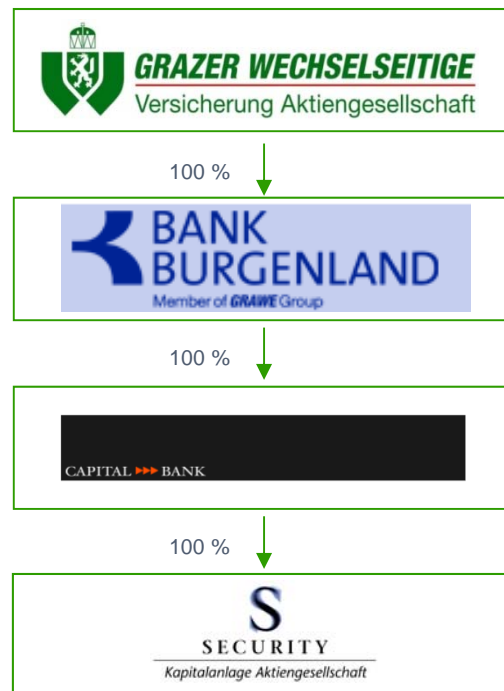 GRAZER WECHSELSEITIGE
Versicherung Aktiengesellschaft
100 %
BANK
BURGENLAND
Member of GRAWE Group
100 %
CAPITAL BANK
100 %
S
SECURITY
Kapitalanlage Aktiengesellschaft